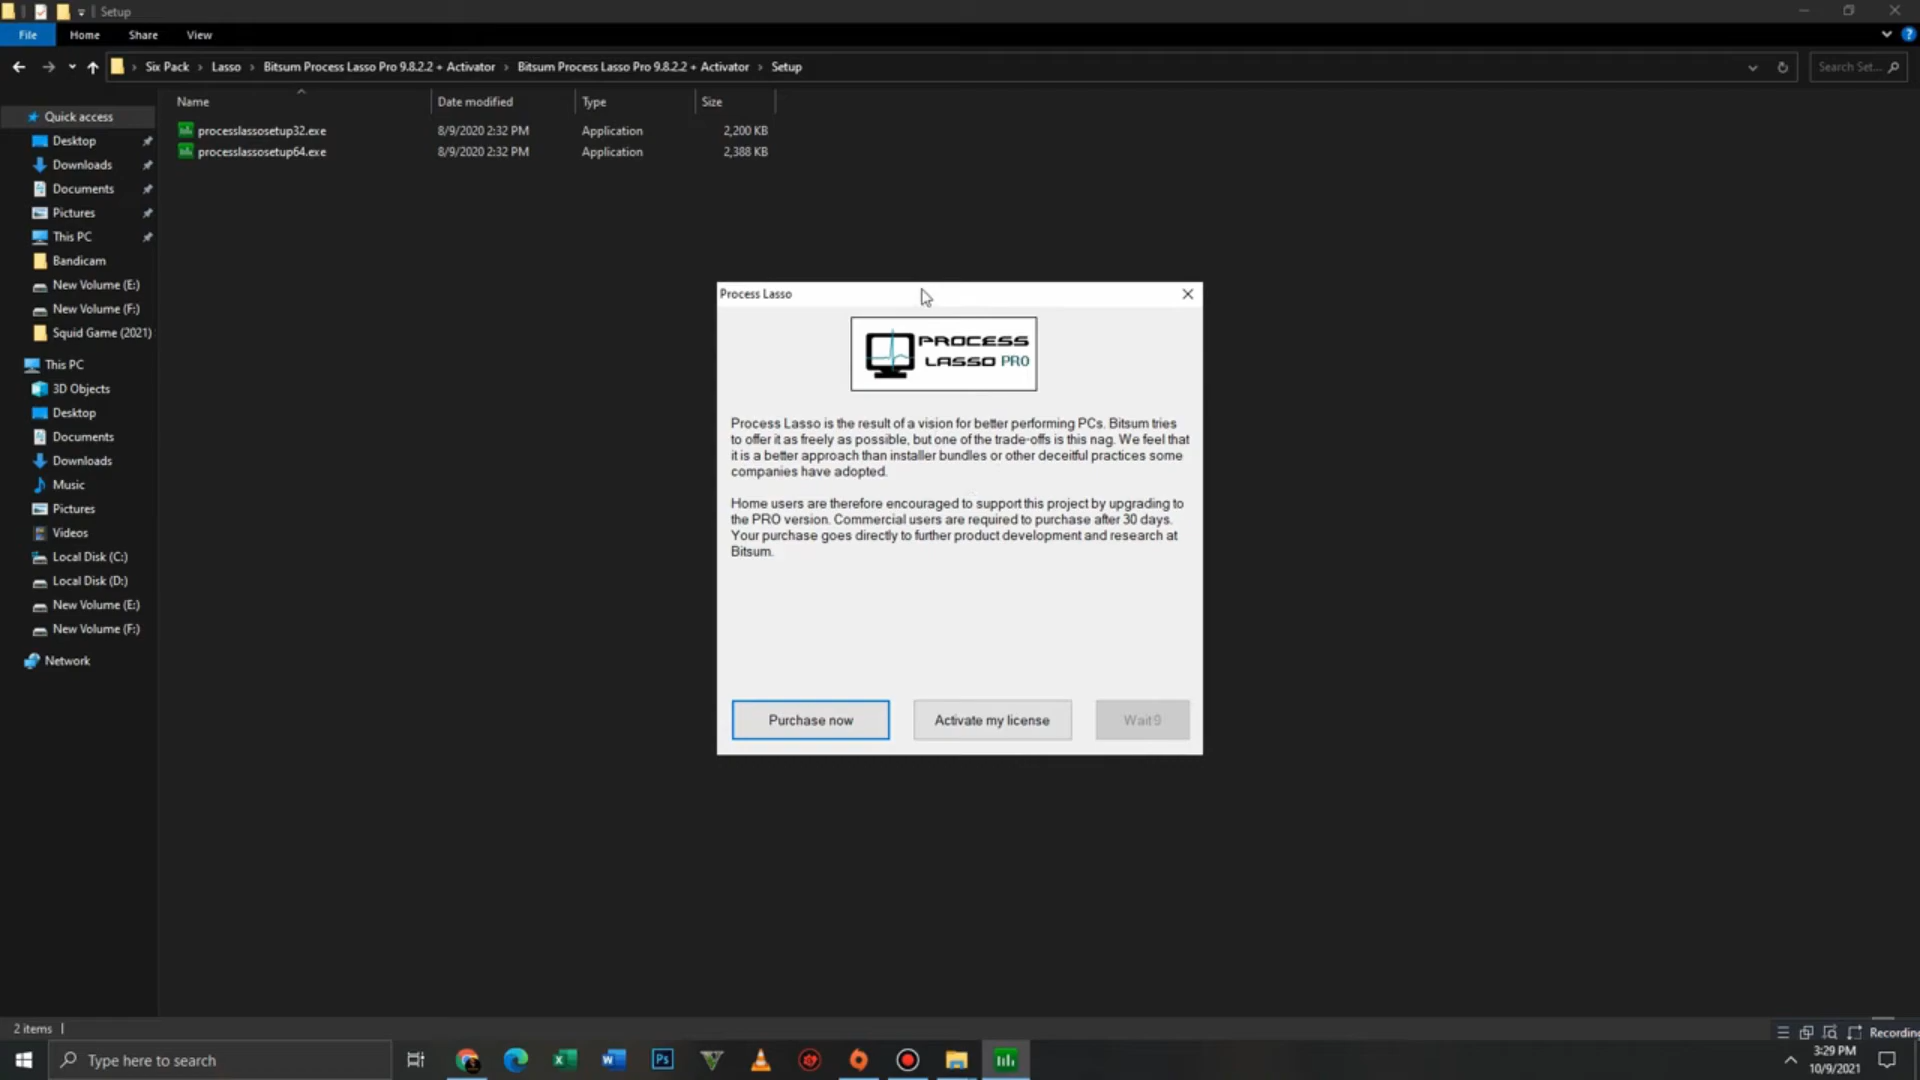 Setup
File
Home
Share
View
Six Pack
Lasso
Bitsum Process Lasso Pro 9.8.2.2 + Activator
Bitsum Process Lasso Pro 9.8.2.2 + Activator
Setup
Search Set...
Name
Date modified
Type
Size
processlassosetup32.exe
8/9/2020 2:32 PM
Application
2,200 KB
processlassosetup64.exe
8/9/2020 2:32 PM
Application
2,388 KB
Quick access
Desktop
Downloads
Documents
Pictures
This PC
Bandicam
New Volume (E:)
New Volume (F:)
Squid Game (2021)
This PC
3D Objects
Desktop
Documents
Downloads
Music
Pictures
Videos
Local Disk (C:)
Local Disk (D:)
New Volume (E:)
New Volume (F:)
Network
Process Lasso
PROCESS
LASSO PRO
Process Lasso is the result of a vision for better performing PCs. Bitsum tries
to offer it as freely as possible, but one of the trade-offs is this nag. We feel that
it is a better approach than installer bundles or other deceitful practices some
companies have adopted.
Home users are therefore encouraged to support this project by upgrading to
the PRO version. Commercial users are required to purchase after 30 days.
Your purchase goes directly to further product development and research at
Bitsum.
Purchase now
Activate my license
Wait 9
2 items
Recording
Type here to search
Ps
3:29 PM
10/9/2021